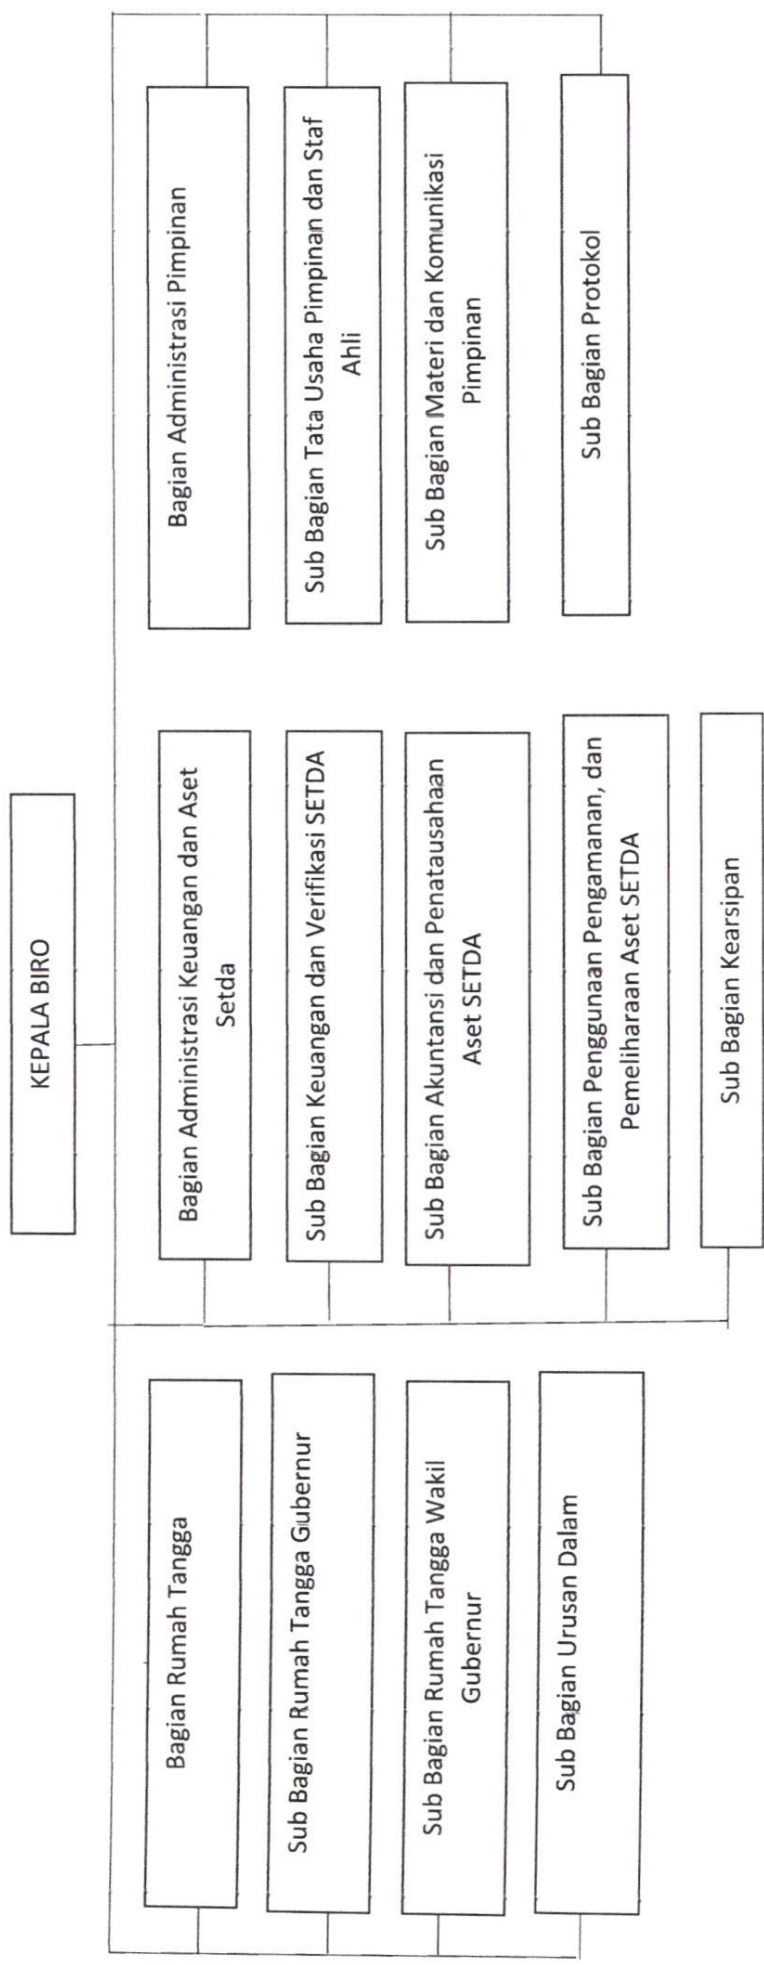 KEPALA BIRO
Bagian Rumah Tangga
Sub Bagian Rumah Tangga Gubernur
Sub Bagian Rumah Tangga Wakil
Gubernur
Sub Bagian Urusan Dalam
Bagian Administrasi Keuangan dan Aset
Setda
Sub Bagian Keuangan dan Verifikasi SETDA
Sub Bagian Akuntansi dan Penatausahaan
Aset SETDA
Sub Bagian Penggunaan Pengamanan, dan
Pemeliharaan Aset SETDA
Sub Bagian Kearsipan
Bagian Administrasi Pimpinan
Sub Bagian Tata Usaha Pimpinan dan Staf
Ahli
Sub Bagian Materi dan Komunikasi
Pimpinan
Sub Bagian Protokol